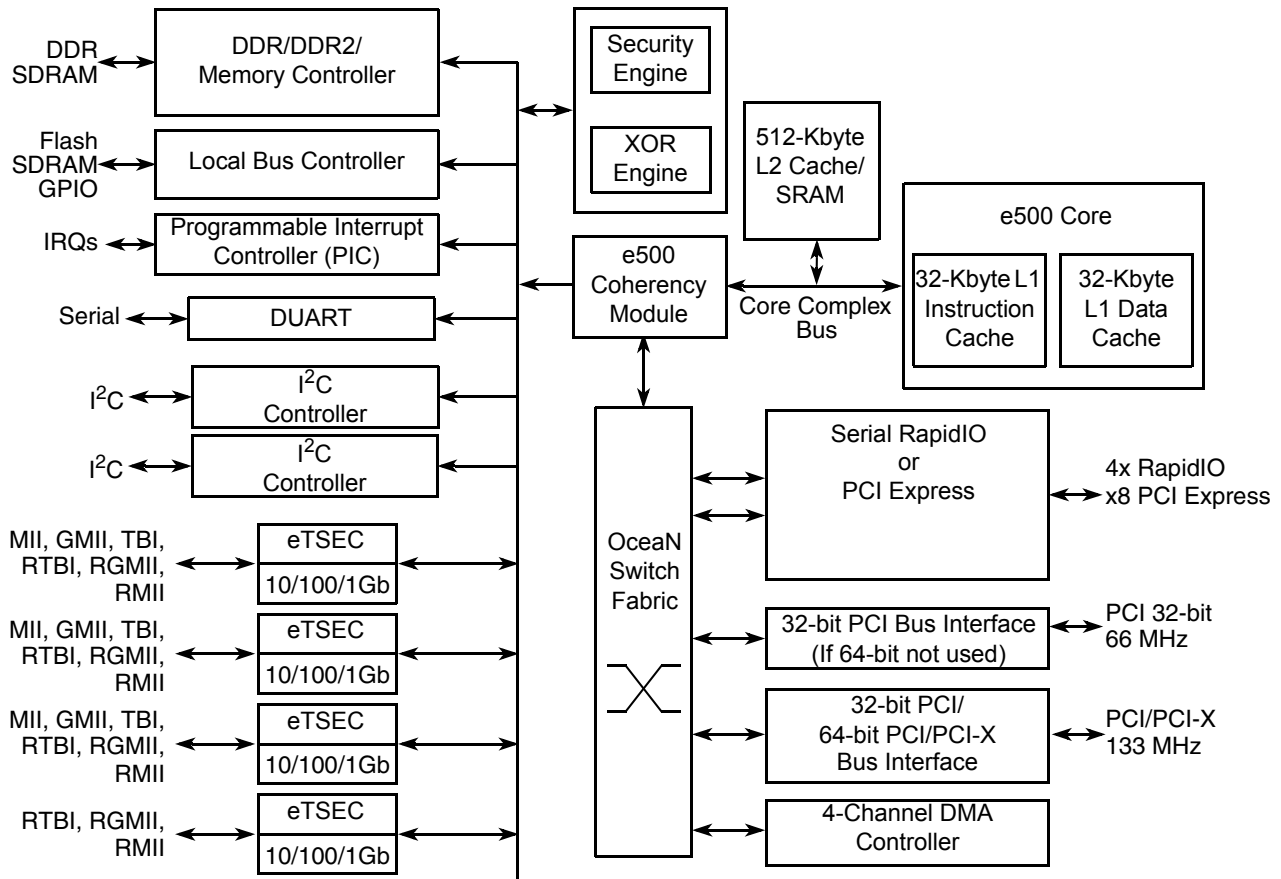 DDR
SDRAM
DDR/DDR2/
Memory Controller
Flash
SDRAM
GPIO
Local Bus Controller
IRQs
Programmable Interrupt
Controller (PIC)
Serial
DUART
I²C
I²C
Controller
I²C
I²C
Controller
MII, GMII, TBI,
RTBI, RGMII,
RMII
eTSEC
10/100/1Gb
MII, GMII, TBI,
RTBI, RGMII,
RMII
eTSEC
10/100/1Gb
MII, GMII, TBI,
RTBI, RGMII,
RMII
eTSEC
10/100/1Gb
RTBI, RGMII,
RMII
eTSEC
10/100/1Gb
Security
Engine
XOR
Engine
e500
Coherency
Module
512-Kbyte
L2 Cache/
SRAM
Core Complex
Bus
e500 Core
32-Kbyte L1
Instruction
Cache
32-Kbyte
L1 Data
Cache
OceaN
Switch
Fabric
Serial RapidIO
or
PCI Express
4x RapidIO
x8 PCI Express
32-bit PCI Bus Interface
(If 64-bit not used)
PCI 32-bit
66 MHz
32-bit PCI/
64-bit PCI/PCI-X
Bus Interface
PCI/PCI-X
133 MHz
4-Channel DMA
Controller